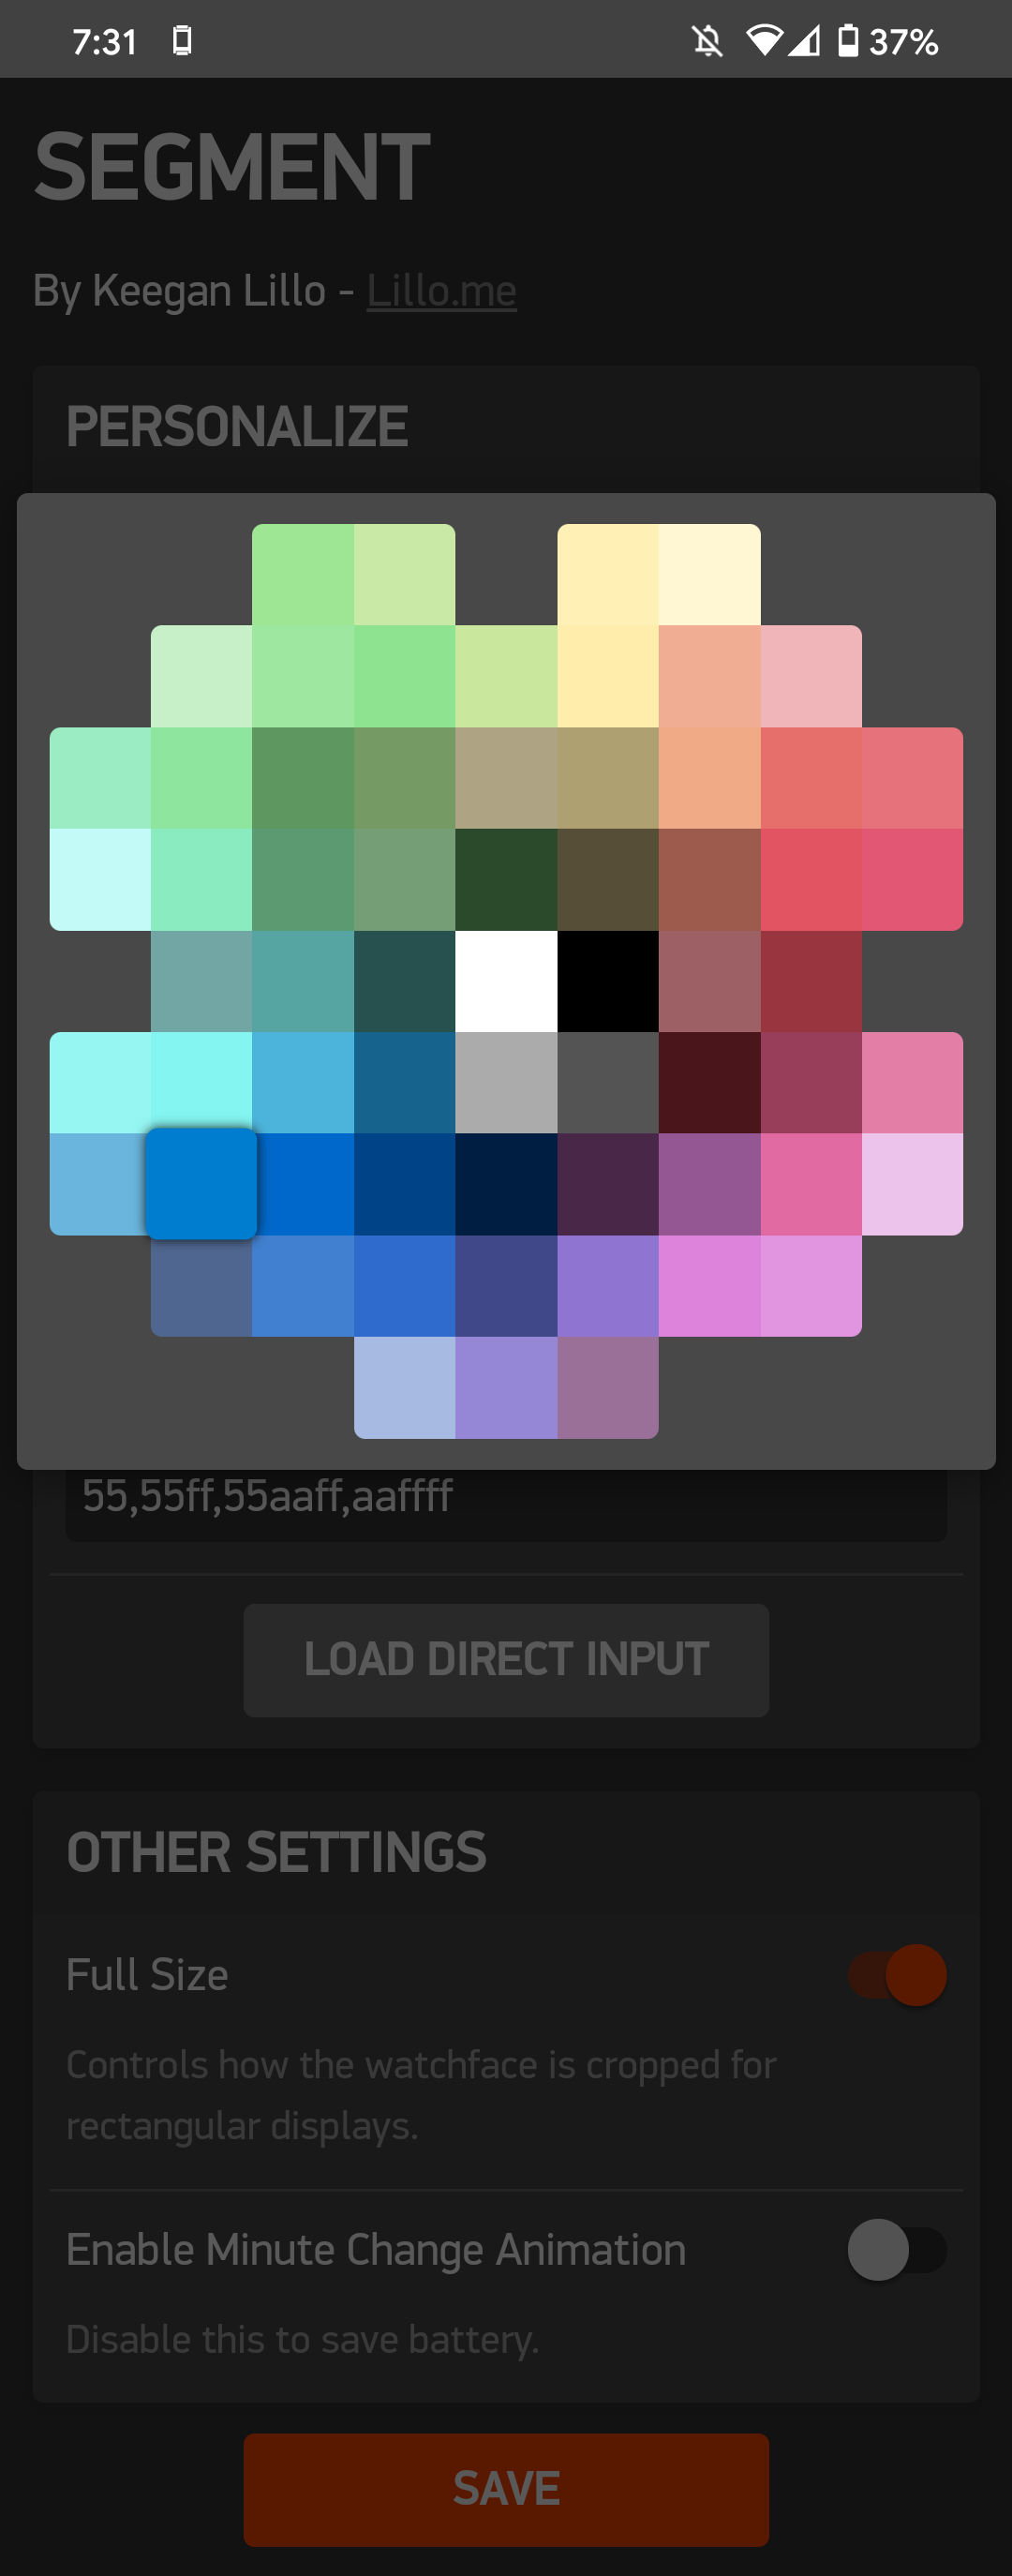 7:31
37%
SEGMENT
By Keegan Lillo - Lillo.me
PERSONALIZE
55,55ff,55aaff,aaffff
LOAD DIRECT INPUT
OTHER SETTINGS
Full Size
Controls how the watchface is cropped for
rectangular displays.
Enable Minute Change Animation
Disable this to save battery.
SAVE